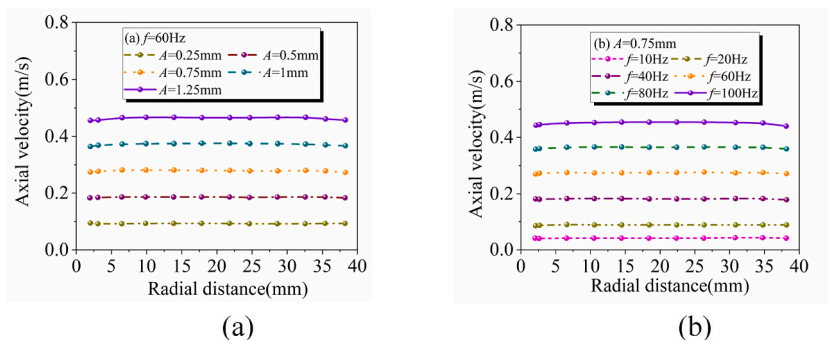 (a) f=60Hz
A=0.25mm A=0.5mm
A=0.75mm A=1mm
A=1.25mm
0.8
0.6
0.4
0.2
0.0
Axial velocity(m/s)
0 5 10 15 20 25 30 35 40
Radial distance(mm)
(a)
(b) A=0.75mm
f=10Hz f=20Hz
f=40Hz f=60Hz
f=80Hz f=100Hz
0.8
0.6
0.4
0.2
0.0
Axial velocity(m/s)
0 5 10 15 20 25 30 35 40
Radial distance(mm)
(b)